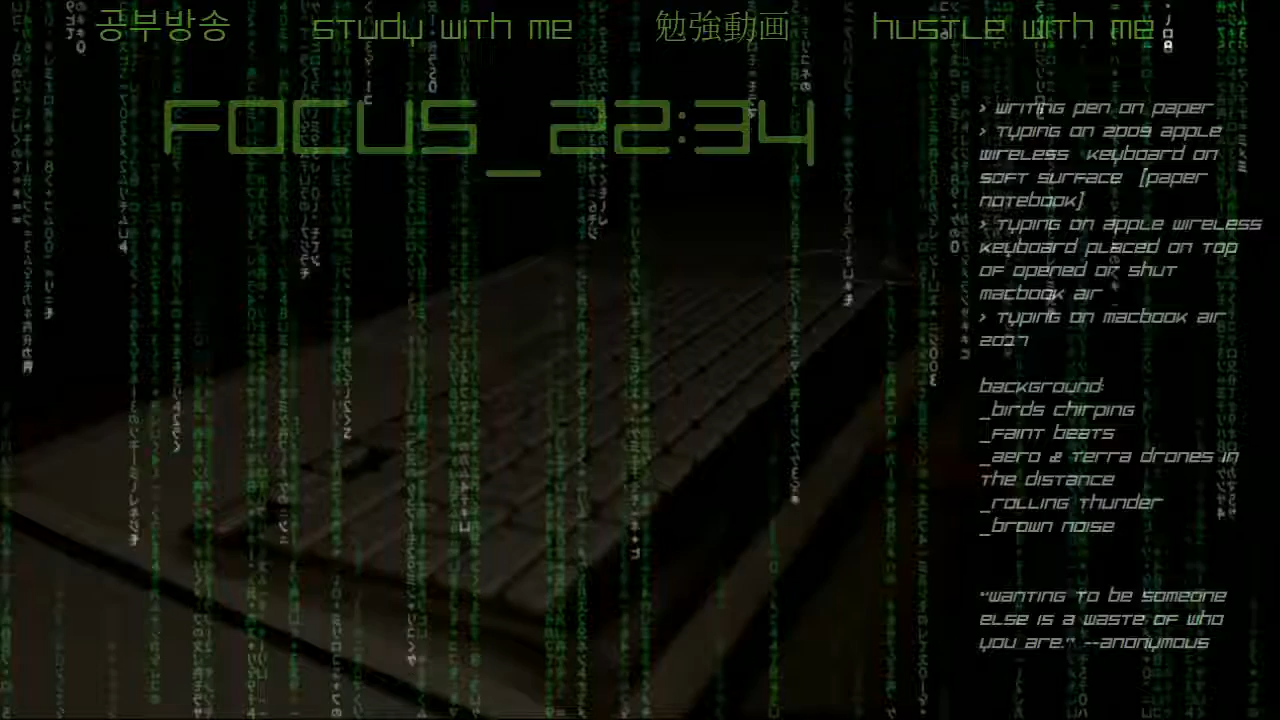 공부방송 study with me 勉強動画 hustle with me
FOCUS_22:34
> writing pen on paper
> typing on 2009 apple
wireless keyboard on
soft surface [paper
notebook]
> typing on apple wireless
keyboard placed on top
of opened or shut
macbook air
> typing on macbook air
2017
background:
_birds chirping
_faint beats
_aero & terra drones in
the distance
_rolling thunder
_brown noise
"wanting to be someone
else is a waste of who
you are." --anonymous